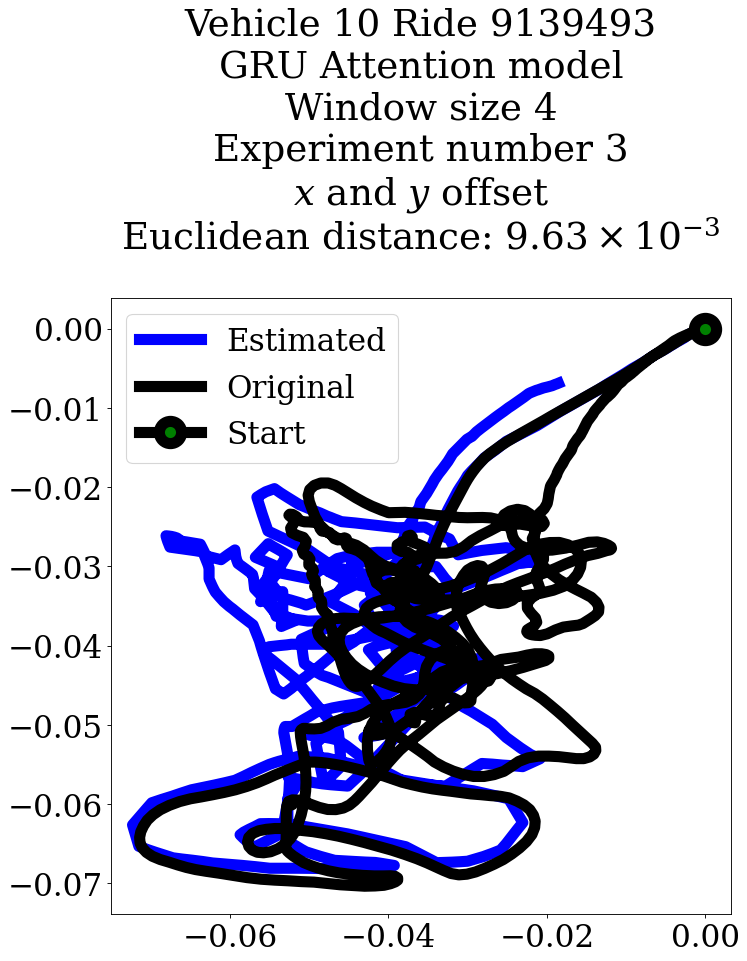 Vehicle 10 Ride 9139493
GRU Attention model
Window size 4
Experiment number 3
x and y offset
Euclidean distance: 9.63 × 10⁻³
Estimated
Original
Start
0.00
−0.01
−0.02
−0.03
−0.04
−0.05
−0.06
−0.07
−0.06
−0.04
−0.02
0.00